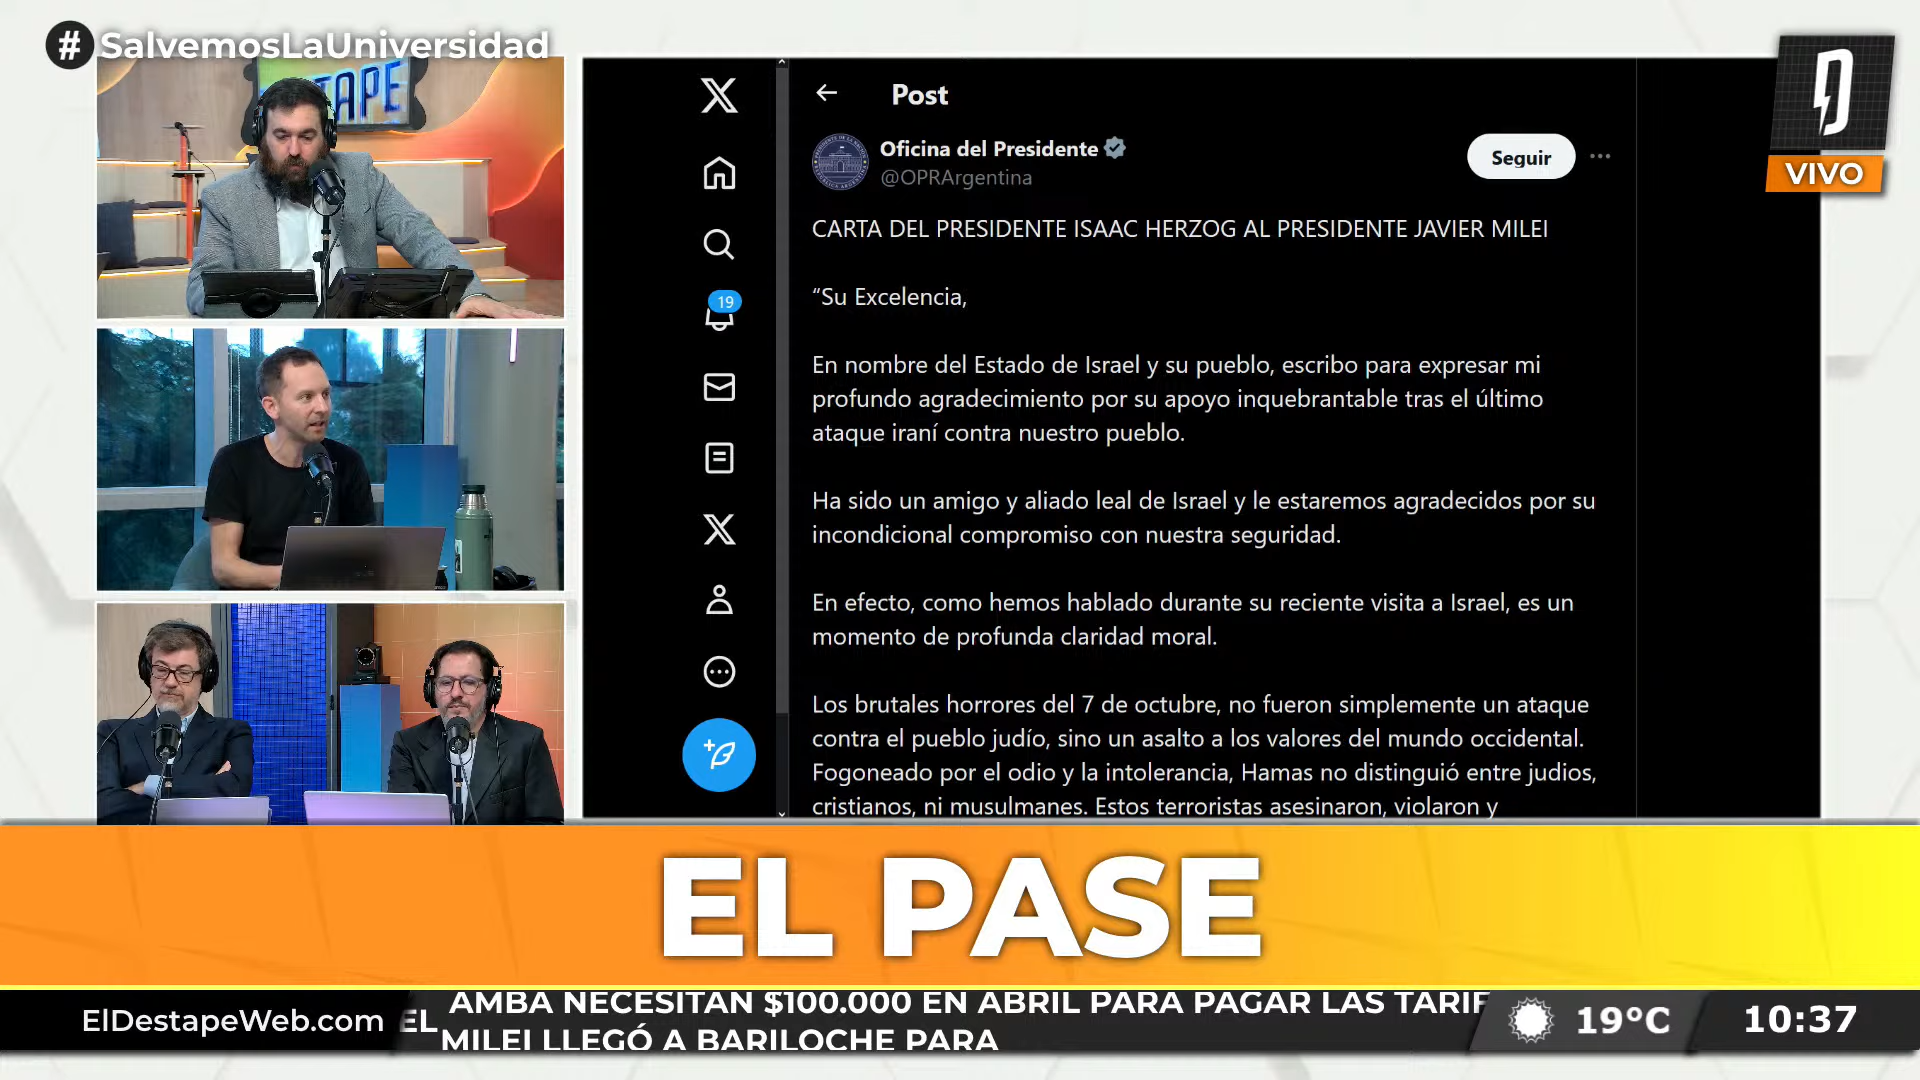 # SalvemosLaUniversidad
TAPE
Post
Oficina del Presidente
@OPRArgentina
Seguir
19
CARTA DEL PRESIDENTE ISAAC HERZOG AL PRESIDENTE JAVIER MILEI
“Su Excelencia,
En nombre del Estado de Israel y su pueblo, escribo para expresar mi
profundo agradecimiento por su apoyo inquebrantable tras el último
ataque iraní contra nuestro pueblo.
Ha sido un amigo y aliado leal de Israel y le estaremos agradecidos por su
incondicional compromiso con nuestra seguridad.
En efecto, como hemos hablado durante su reciente visita a Israel, es un
momento de profunda claridad moral.
Los brutales horrores del 7 de octubre, no fueron simplemente un ataque
contra el pueblo judío, sino un asalto a los valores del mundo occidental.
Fogoneado por el odio y la intolerancia, Hamas no distinguió entre judios,
cristianos, ni musulmanes. Estos terroristas asesinaron, violaron y
VIVO
EL PASE
ElDestapeWeb.com
EL
AMBA NECESITAN $100.000 EN ABRIL PARA PAGAR LAS TARIF
MILEI LLEGÓ A BARILOCHE PARA
19°C
10:37